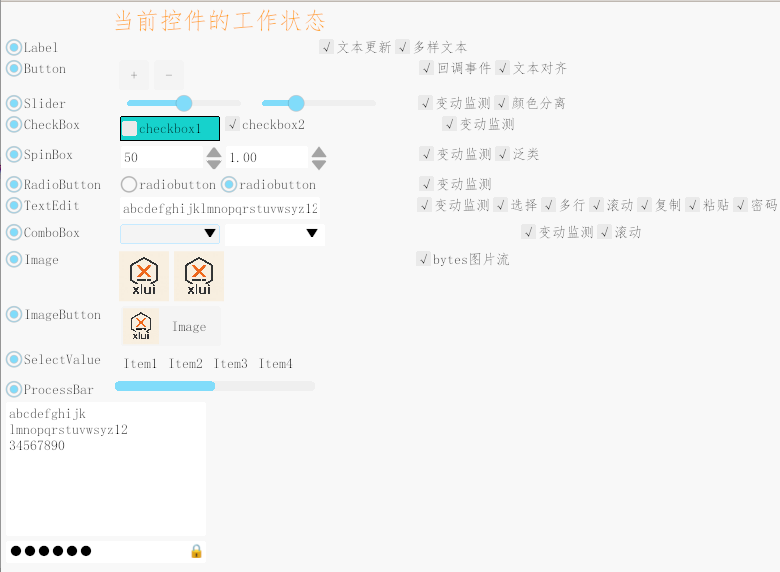 当前控件的工作状态
Label √ 文本更新 √ 多样文本
Button + - √ 回调事件 √ 文本对齐
Slider √ 变动监测 √ 颜色分离
CheckBox checkbox1 √ checkbox2 √ 变动监测
SpinBox 50 1.00 √ 变动监测 √ 泛类
RadioButton radiobutton radiobutton √ 变动监测
TextEdit abcdefghijklmnopqrstuvwsyz12 √ 变动监测 √ 选择 √ 多行 √ 滚动 √ 复制 √ 粘贴 √ 密码
ComboBox √ 变动监测 √ 滚动
Image xlui xlui √ bytes图片流
ImageButton xlui Image
SelectValue Item1 Item2 Item3 Item4
ProcessBar
abcdefghijk
lmnopqrstuvwsyz12
34567890